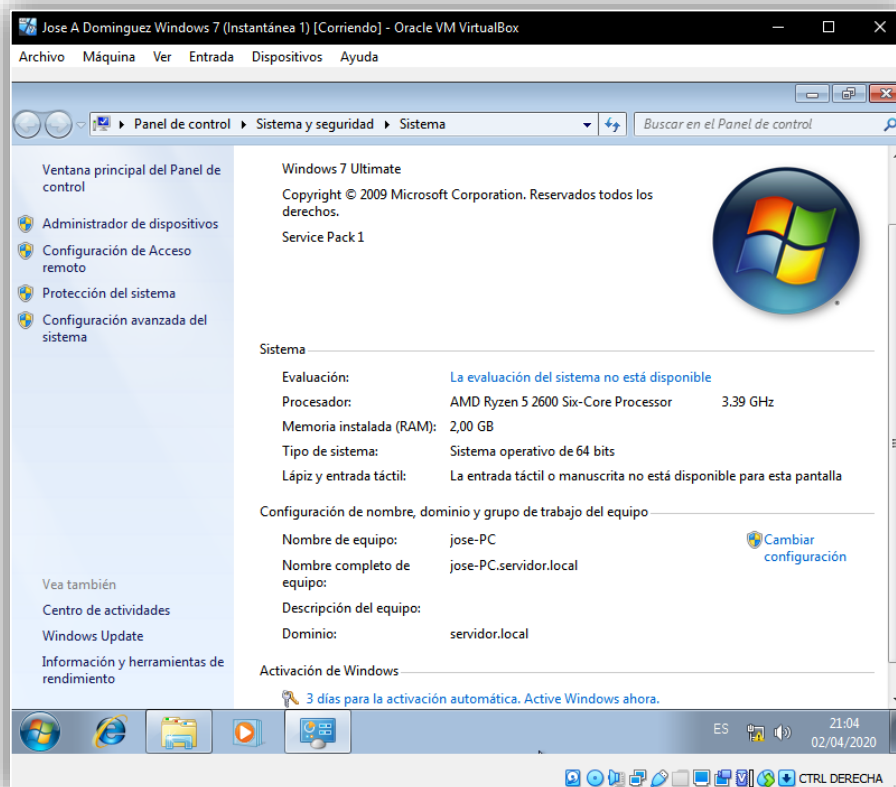 Jose A Dominguez Windows 7 (Instantánea 1) [Corriendo] - Oracle VM VirtualBox
Archivo Máquina Ver Entrada Dispositivos Ayuda
Panel de control Sistema y seguridad Sistema
Buscar en el Panel de control
Ventana principal del Panel de
control
Administrador de dispositivos
Configuración de Acceso
remoto
Protección del sistema
Configuración avanzada del
sistema
Vea también
Centro de actividades
Windows Update
Información y herramientas de
rendimiento
Windows 7 Ultimate
Copyright © 2009 Microsoft Corporation. Reservados todos los
derechos.
Service Pack 1
Sistema
Evaluación: La evaluación del sistema no está disponible
Procesador: AMD Ryzen 5 2600 Six-Core Processor 3.39 GHz
Memoria instalada (RAM): 2,00 GB
Tipo de sistema: Sistema operativo de 64 bits
Lápiz y entrada táctil: La entrada táctil o manuscrita no está disponible para esta pantalla
Configuración de nombre, dominio y grupo de trabajo del equipo
Nombre de equipo: jose-PC
Cambiar
configuración
Nombre completo de
equipo:
jose-PC.servidor.local
Descripción del equipo:
Dominio: servidor.local
Activación de Windows
3 días para la activación automática. Active Windows ahora.
ES
21:04
02/04/2020
CTRL DERECHA